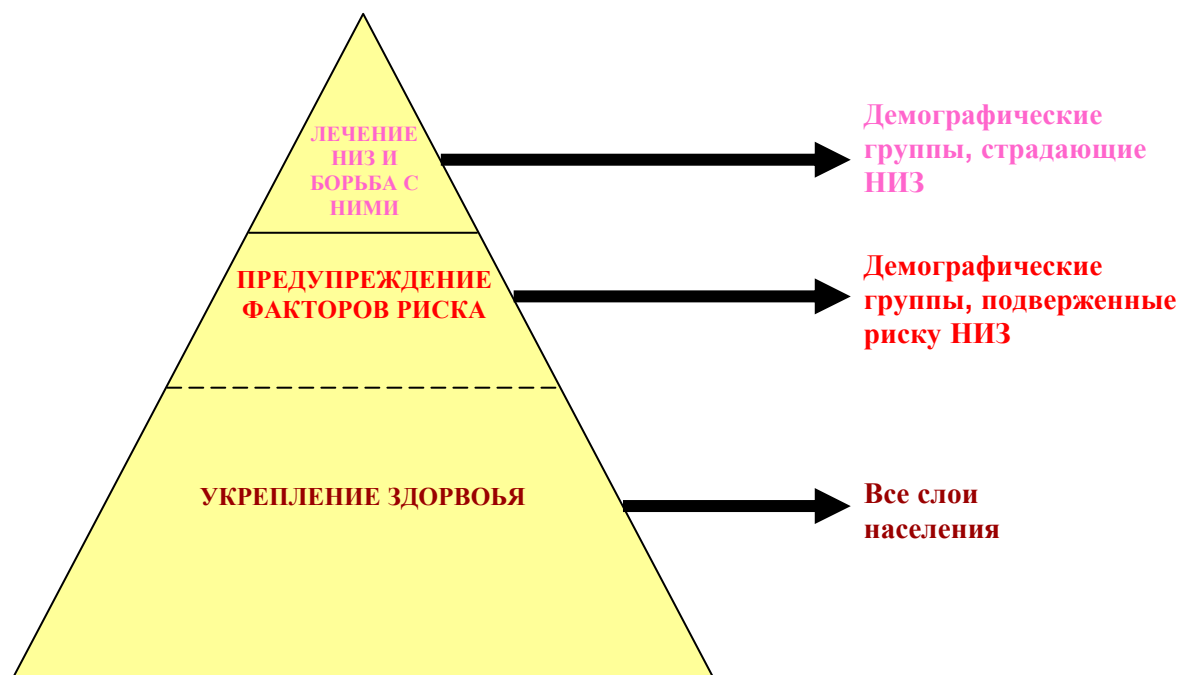 ЛЕЧЕНИЕ
НИЗ И
БОРЬБА С
НИМИ
Демографические
группы, страдающие
НИЗ
ПРЕДУПРЕЖДЕНИЕ
ФАКТОРОВ РИСКА
Демографические
группы, подверженные
риску НИЗ
УКРЕПЛЕНИЕ ЗДОРВОЬЯ
Все слои
населения